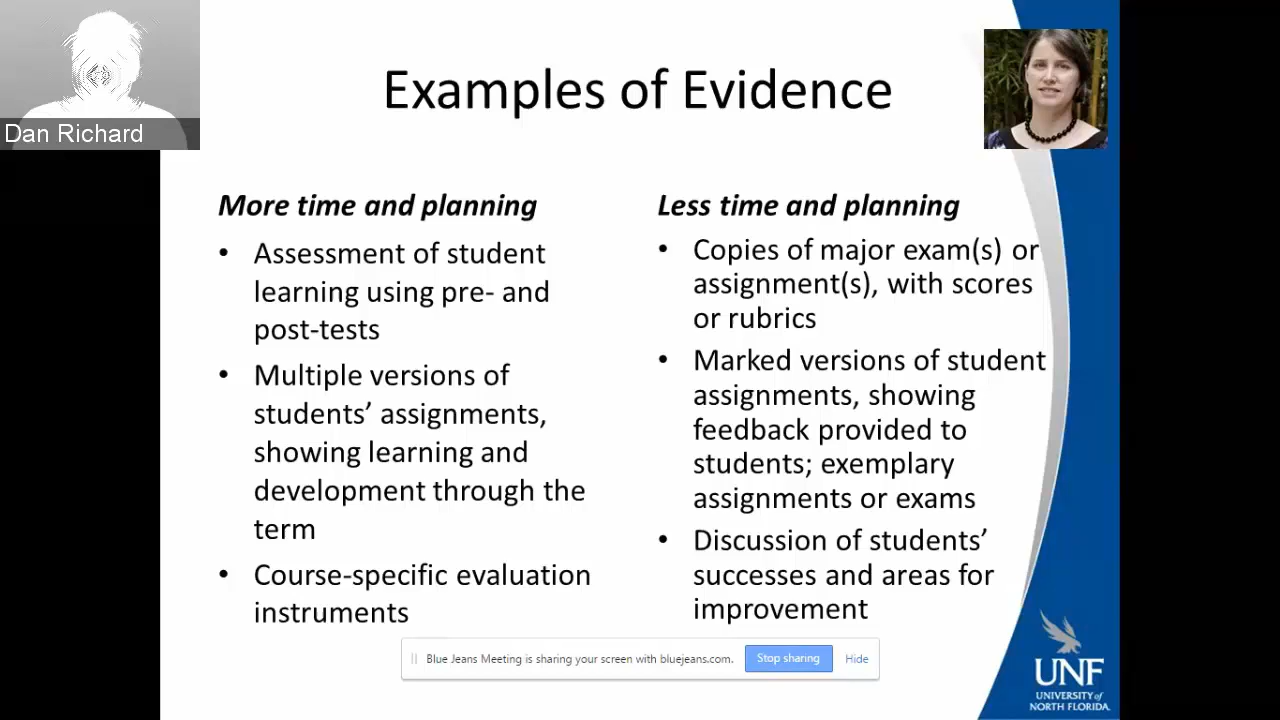 Dan Richard
Examples of Evidence
More time and planning
• Assessment of student
learning using pre- and
post-tests
• Multiple versions of
students’ assignments,
showing learning and
development through the
term
• Course-specific evaluation
instruments
Less time and planning
• Copies of major exam(s) or
assignment(s), with scores
or rubrics
• Marked versions of student
assignments, showing
feedback provided to
students; exemplary
assignments or exams
• Discussion of students’
successes and areas for
improvement
Blue Jeans Meeting is sharing your screen with bluejeans.com. Stop sharing Hide
UNF
UNIVERSITY of
NORTH FLORIDA.